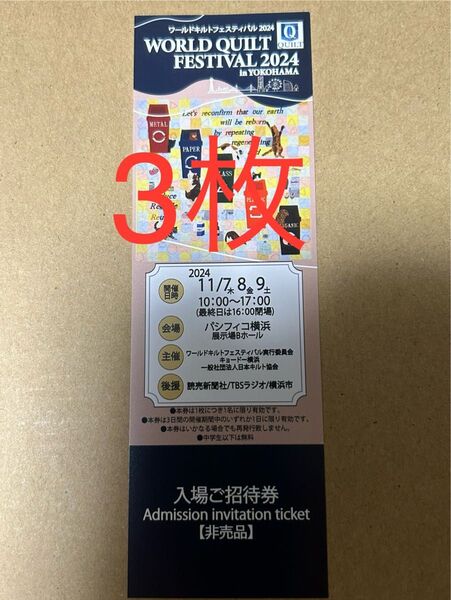 ワールドキルトフェスティバル 2024
WORLD QUILT
FESTIVAL 2024
in YOKOHAMA
Q
QUILT
Let's reconfirm that our earth
will be reborn
by repeating
regenerating
METAL
PAPER
3枚
2024
開催日時
11/7木 8金 9土
10:00〜17:00
(最終日は16:00閉場)
会場
パシフィコ横浜
展示場Bホール
主催
ワールドキルトフェスティバル実行委員会
キョードー横浜
一般社団法人日本キルト協会
後援
読売新聞社/TBSラジオ/横浜市
●本券は1枚につき1名に限り有効です。
●本券は3日間の開催期間中のいずれか1日に限り有効です。
●本券はいかなる場合でも再発行致しません。
●中学生以下は無料
入場ご招待券
Admission invitation ticket
【非売品】